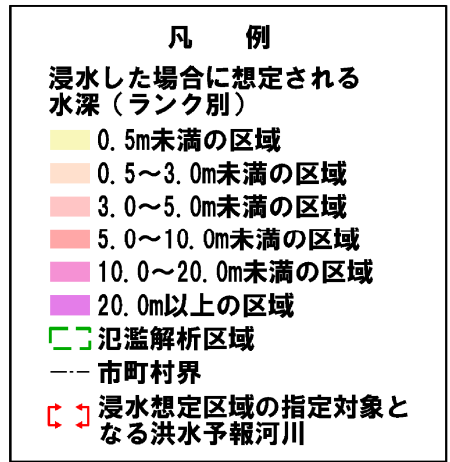 凡　例
浸水した場合に想定される
水深（ランク別）
0.5m未満の区域
0.5～3.0m未満の区域
3.0～5.0m未満の区域
5.0～10.0m未満の区域
10.0～20.0m未満の区域
20.0m以上の区域
氾濫解析区域
市町村界
浸水想定区域の指定対象と
なる洪水予報河川